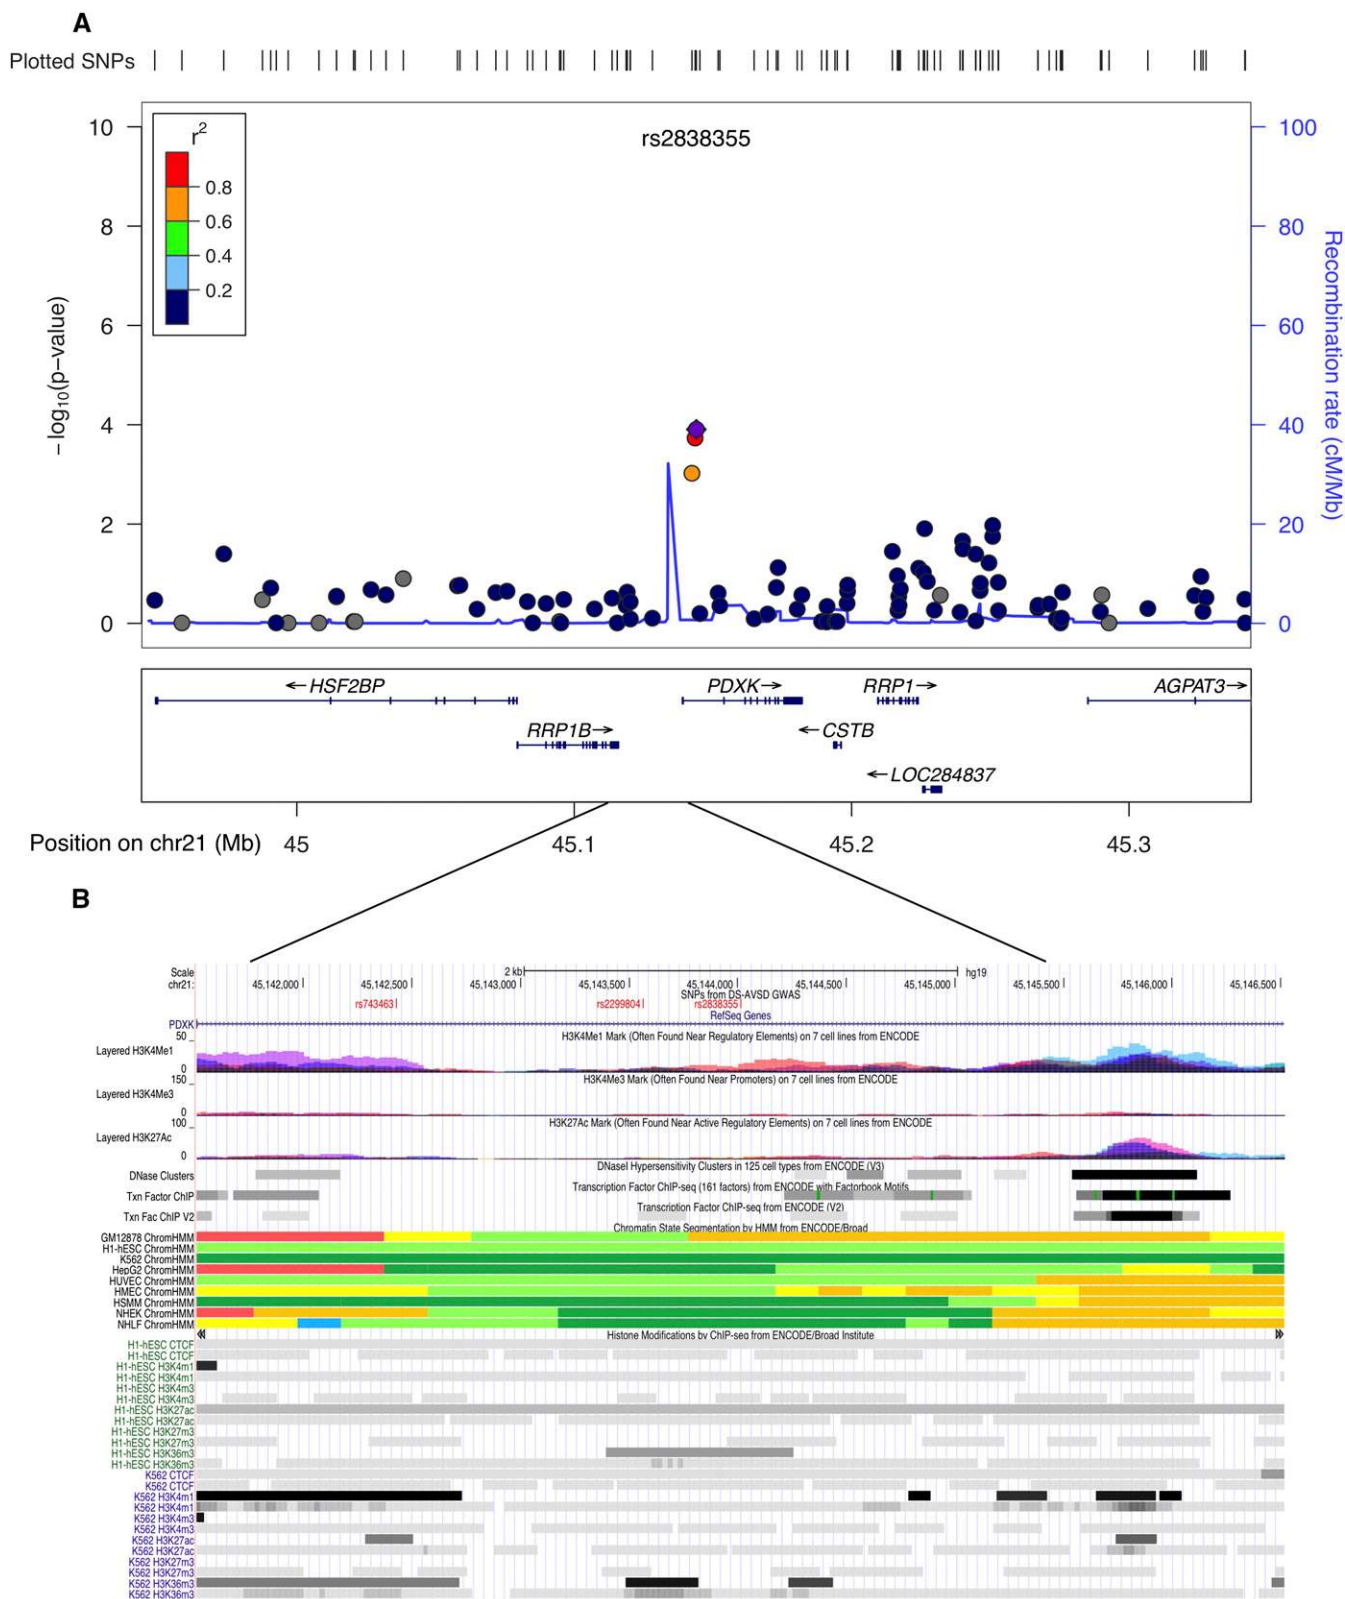 A
Plotted SNPs
rs2838355
r2
0.8
0.6
0.4
0.2
10
8
6
4
2
0
−log10(p−value)
100
80
60
40
20
0
Recombination rate (cM/Mb)
←HSF2BP
PDXK→
RRP1→
AGPAT3→
RRP1B→
←CSTB
←LOC284837
Position on chr21 (Mb)
45
45.1
45.2
45.3
B
Scale
2 kb
hg19
chr21:
45,142,000
45,142,500
45,143,000
45,143,500
45,144,000
45,144,500
45,145,000
45,145,500
45,146,000
45,146,500
SNPs from DS-AVSD GWAS
rs743463
rs2299804
rs2838355
RefSeq Genes
PDXK
H3K4Me1 Mark (Often Found Near Regulatory Elements) on 7 cell lines from ENCODE
50
Layered H3K4Me1
0
H3K4Me3 Mark (Often Found Near Promoters) on 7 cell lines from ENCODE
150
Layered H3K4Me3
0
H3K27Ac Mark (Often Found Near Active Regulatory Elements) on 7 cell lines from ENCODE
100
Layered H3K27Ac
0
DNaseI Hypersensitivity Clusters in 125 cell types from ENCODE (V3)
DNase Clusters
Transcription Factor ChIP-seq (161 factors) from ENCODE with Factorbook Motifs
Txn Factor ChIP
Transcription Factor ChIP-seq from ENCODE (V2)
Txn Fac ChIP V2
Chromatin State Segmentation by HMM from ENCODE/Broad
GM12878 ChromHMM
H1-hESC ChromHMM
K562 ChromHMM
HepG2 ChromHMM
HUVEC ChromHMM
HMEC ChromHMM
HSMM ChromHMM
NHEK ChromHMM
NHLF ChromHMM
Histone Modifications by ChIP-seq from ENCODE/Broad Institute
H1-hESC CTCF
H1-hESC CTCF
H1-hESC H3K4m1
H1-hESC H3K4m1
H1-hESC H3K4m3
H1-hESC H3K4m3
H1-hESC H3K27ac
H1-hESC H3K27ac
H1-hESC H3K27m3
H1-hESC H3K27m3
H1-hESC H3K36m3
H1-hESC H3K36m3
K562 CTCF
K562 CTCF
K562 H3K4m1
K562 H3K4m1
K562 H3K4m3
K562 H3K4m3
K562 H3K27ac
K562 H3K27ac
K562 H3K27m3
K562 H3K27m3
K562 H3K36m3
K562 H3K36m3